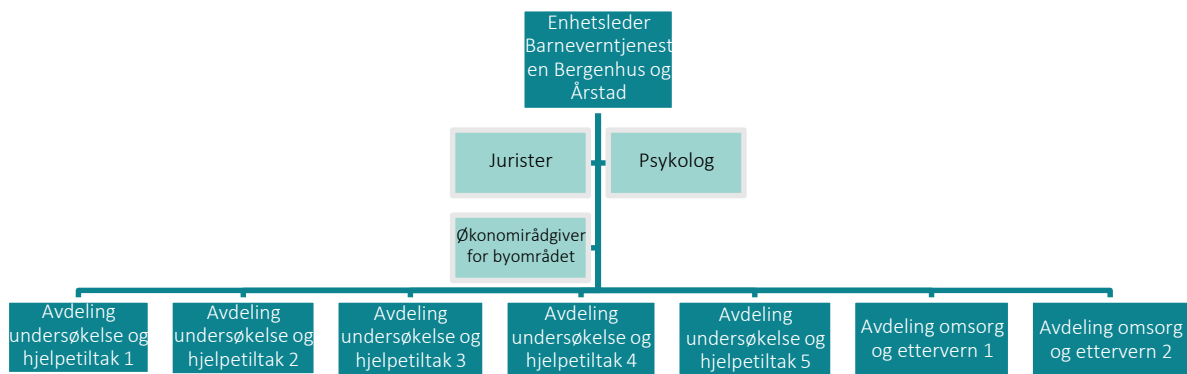 Enhetsleder
Barneverntjenest
en Bergenhus og
Årstad
Jurister
Psykolog
Økonomirådgiver
for byområdet
Avdeling
undersøkelse og
hjelpetiltak 1
Avdeling
undersøkelse og
hjelpetiltak 2
Avdeling
undersøkelse og
hjelpetiltak 3
Avdeling
undersøkelse og
hjelpetiltak 4
Avdeling
undersøkelse og
hjelpetiltak 5
Avdeling omsorg
og ettervern 1
Avdeling omsorg
og ettervern 2